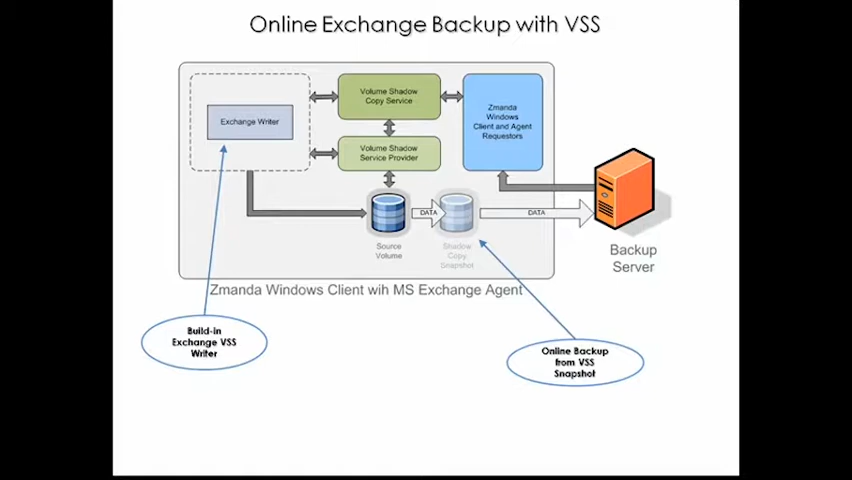 Online Exchange Backup with VSS
Volume Shadow
Copy Service
Zmanda
Windows
Client and Agent
Requestors
Exchange Writer
Volume Shadow
Service Provider
DATA
DATA
Source
Volume
Shadow
Copy
Snapshot
Backup
Server
Zmanda Windows Client wih MS Exchange Agent
Build-in
Exchange VSS
Writer
Online Backup
from VSS
Snapshot